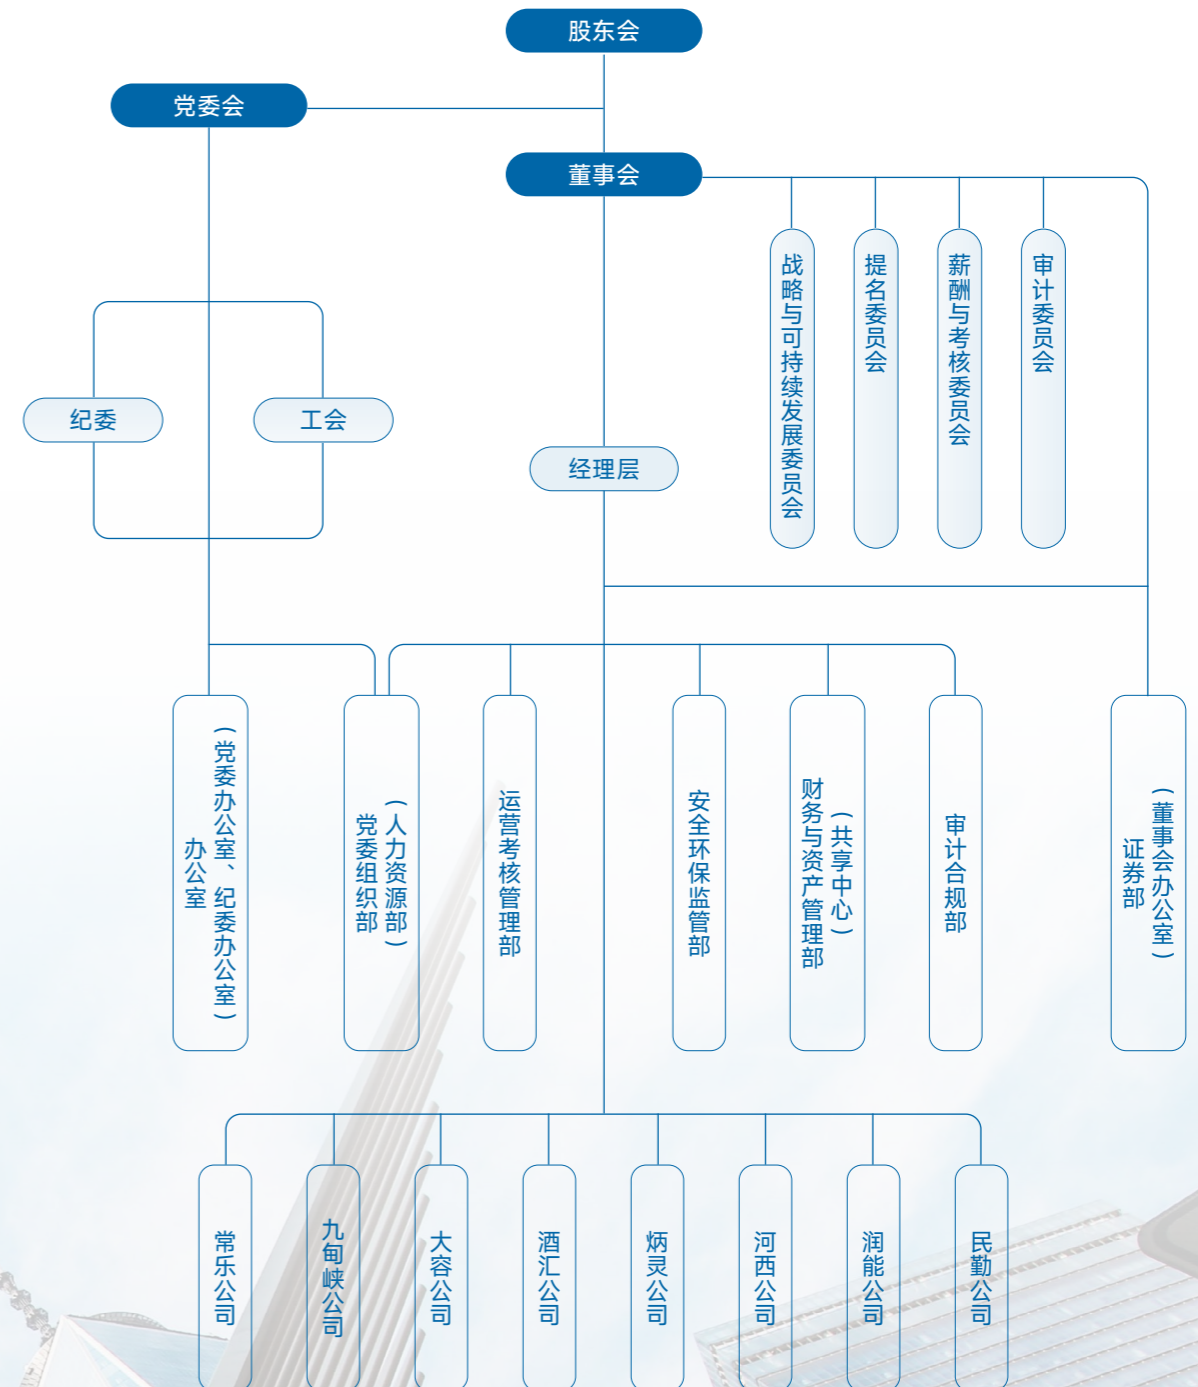 股东会
党委会
董事会
战略与可持续发展委员会
提名委员会
薪酬与考核委员会
审计委员会
纪委
工会
经理层
办公室
（党委办公室、纪委办公室）
党委组织部
（人力资源部）
运营考核管理部
安全环保监管部
财务与资产管理部
（共享中心）
审计合规部
证券部
（董事会办公室）
常乐公司
九甸峡公司
大容公司
酒汇公司
炳灵公司
河西公司
润能公司
民勤公司